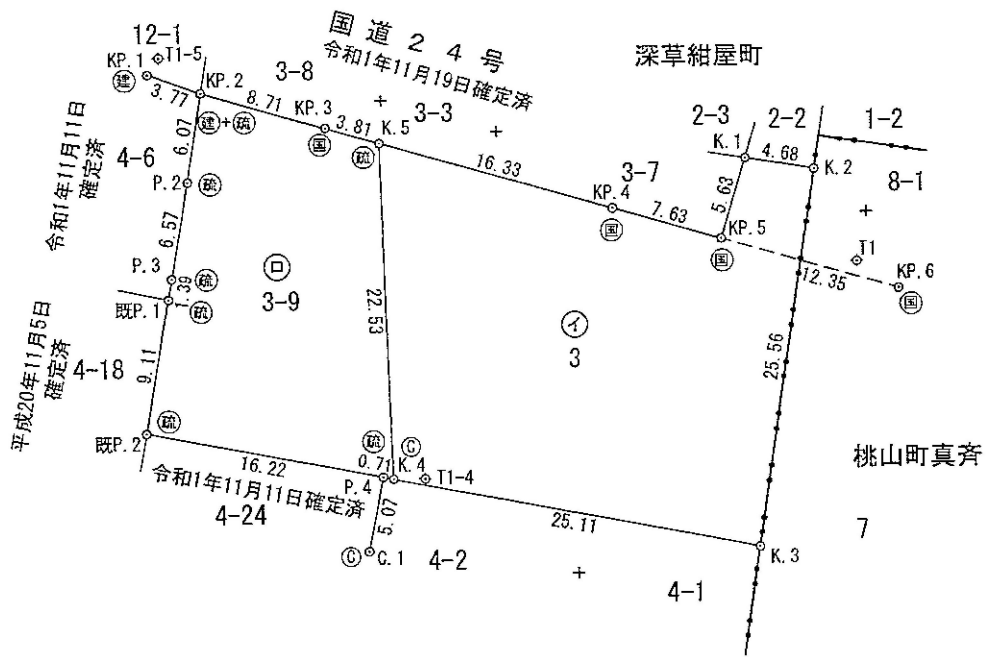 国道24号
令和1年11月19日確定済
深草紺屋町
12-1
T1-5
KP.1
建
3.77
KP.2
建+疏
8.71
3-8
KP.3
国
3.81
K.5
疏
3-3
16.33
3-7
KP.4
国
7.63
KP.5
国
2-3
2-2
1-2
K.1
4.68
K.2
8-1
5.63
T1
12.35
KP.6
国
令和1年11月11日
確定済
4-6
6.07
P.2
疏
6.57
P.3
疏
1.39
既P.1
疏
ロ
3-9
22.53
イ
3
25.56
平成20年11月5日
確定済
4-18
9.11
疏
既P.2
16.22
令和1年11月11日確定済
4-24
疏
C
0.71
K.4
P.4
T1-4
5.07
C
C.1
4-2
25.11
K.3
4-1
桃山町真斉
7